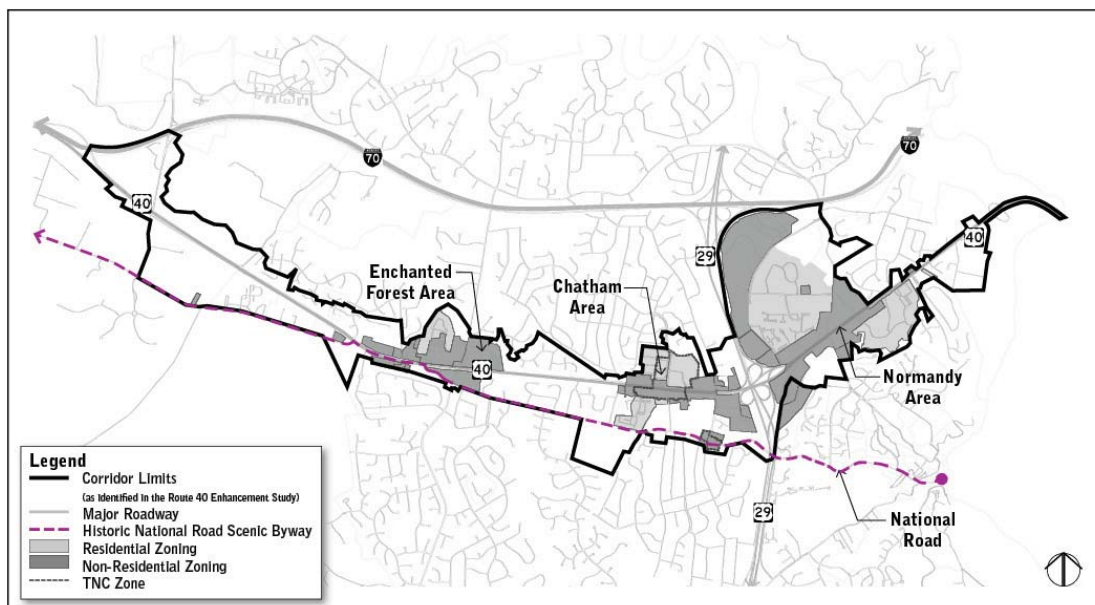 70
70
40
40
29
Enchanted
Forest Area
Chatham
Area
40
Normandy
Area
29
National
Road
Legend
Corridor Limits
(as identified in the Route 40 Enhancement Study)
Major Roadway
Historic National Road Scenic Byway
Residential Zoning
Non-Residential Zoning
TNC Zone